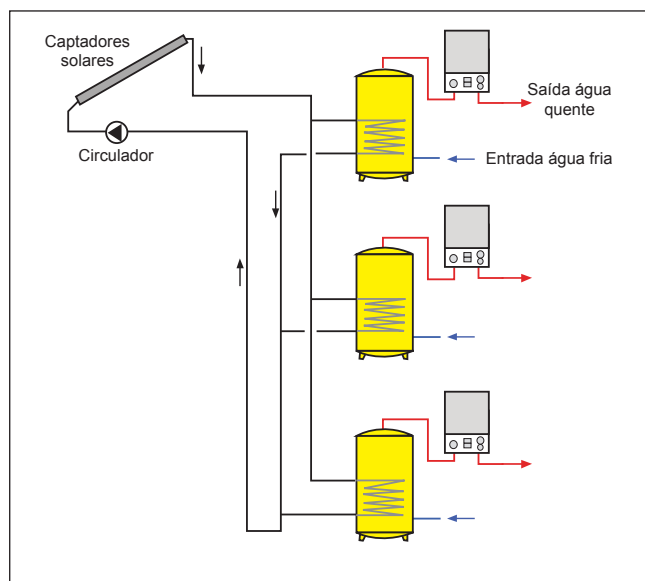 Captadores
solares
Circulador
Saída água
quente
Entrada água fria